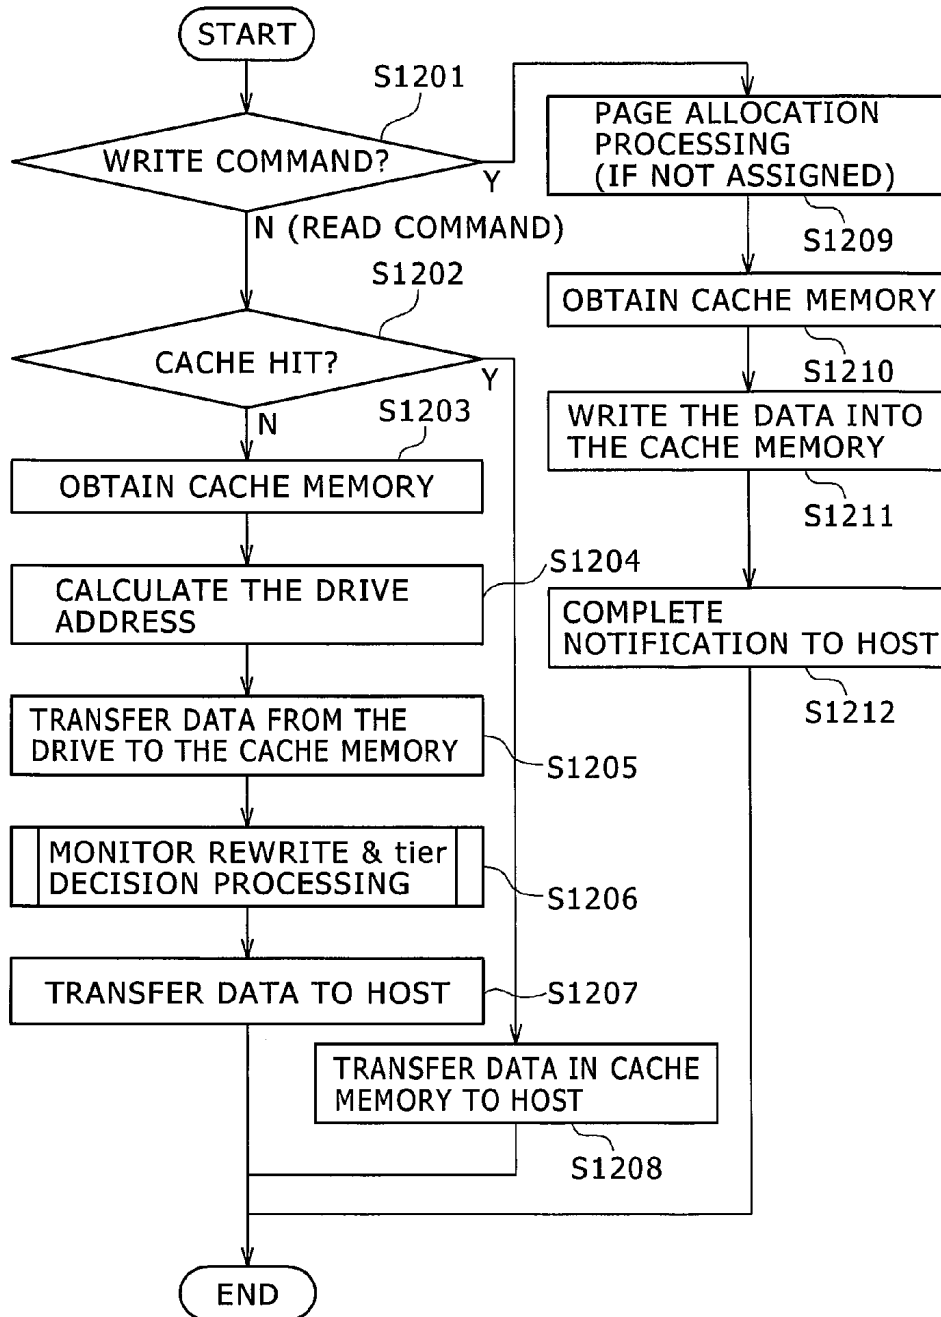 START
S1201
WRITE COMMAND?
Y
N (READ COMMAND)
S1202
CACHE HIT?
Y
N
S1203
OBTAIN CACHE MEMORY
CALCULATE THE DRIVE
ADDRESS
S1204
TRANSFER DATA FROM THE
DRIVE TO THE CACHE MEMORY
S1205
MONITOR REWRITE & tier
DECISION PROCESSING
S1206
TRANSFER DATA TO HOST
S1207
TRANSFER DATA IN CACHE
MEMORY TO HOST
S1208
PAGE ALLOCATION
PROCESSING
(IF NOT ASSIGNED)
S1209
OBTAIN CACHE MEMORY
S1210
WRITE THE DATA INTO
THE CACHE MEMORY
S1211
COMPLETE
NOTIFICATION TO HOST
S1212
END